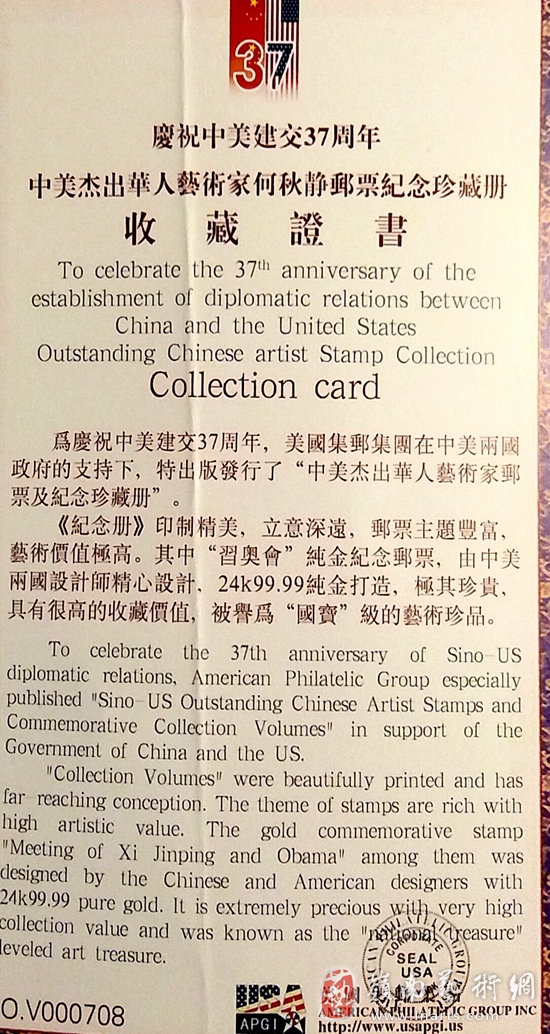 37
慶祝中美建交37周年
中美杰出華人藝術家何秋静郵票紀念珍藏册
收藏證書
To celebrate the 37th anniversary of the
establishment of diplomatic relations between
China and the United States
Outstanding Chinese artist Stamp Collection
Collection card
爲慶祝中美建交37周年，美國集郵集團在中美兩國
政府的支持下，特出版發行了“中美杰出華人藝術家郵
票及紀念珍藏册”。
《紀念册》印制精美，立意深遠，郵票主題豐富，
藝術價值極高。其中“習奥會”純金紀念郵票，由中美
兩國設計師精心設計，24k99.99純金打造，極其珍貴，
具有很高的收藏價值，被譽爲“國寶”級的藝術珍品。
To celebrate the 37th anniversary of Sino-US
diplomatic relations, American Philatelic Group especially
published "Sino-US Outstanding Chinese Artist Stamps and
Commemorative Collection Volumes" in support of the
Government of China and the US.
"Collection Volumes" were beautifully printed and has
far-reaching conception. The theme of stamps are rich with
high artistic value. The gold commemorative stamp
"Meeting of Xi Jinping and Obama" among them was
designed by the Chinese and American designers with
24k99.99 pure gold. It is extremely precious with very high
collection value and was known as the "national treasure"
leveled art treasure.
CORPORATE
SEAL
USA
O.V000708
APGI
AMERICAN PHILATELIC GROUP INC
http://www.usapgi.us